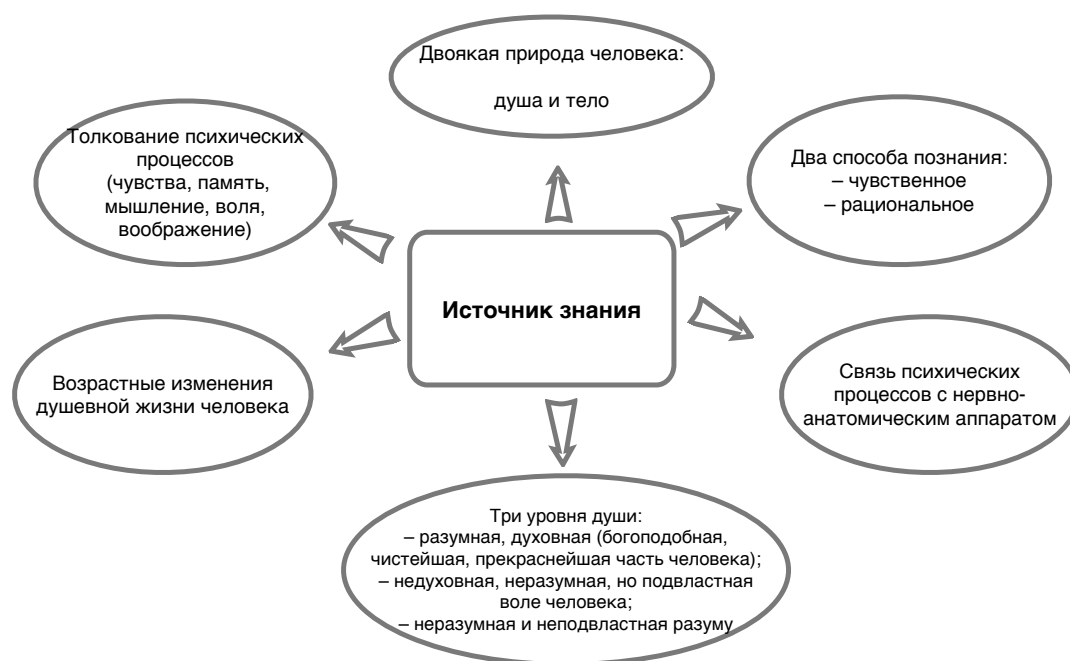 Двоякая природа человека:
душа и тело
Толкование психических
процессов
(чувства, память,
мышление, воля,
воображение)
Два способа познания:
– чувственное
– рациональное
Источник знания
Возрастные изменения
душевной жизни человека
Связь психических
процессов с нервно-
анатомическим аппаратом
Три уровня души:
– разумная, духовная (богоподобная,
чистейшая, прекраснейшая часть человека);
– недуховная, неразумная, но подвластная
воле человека;
– неразумная и неподвластная разуму